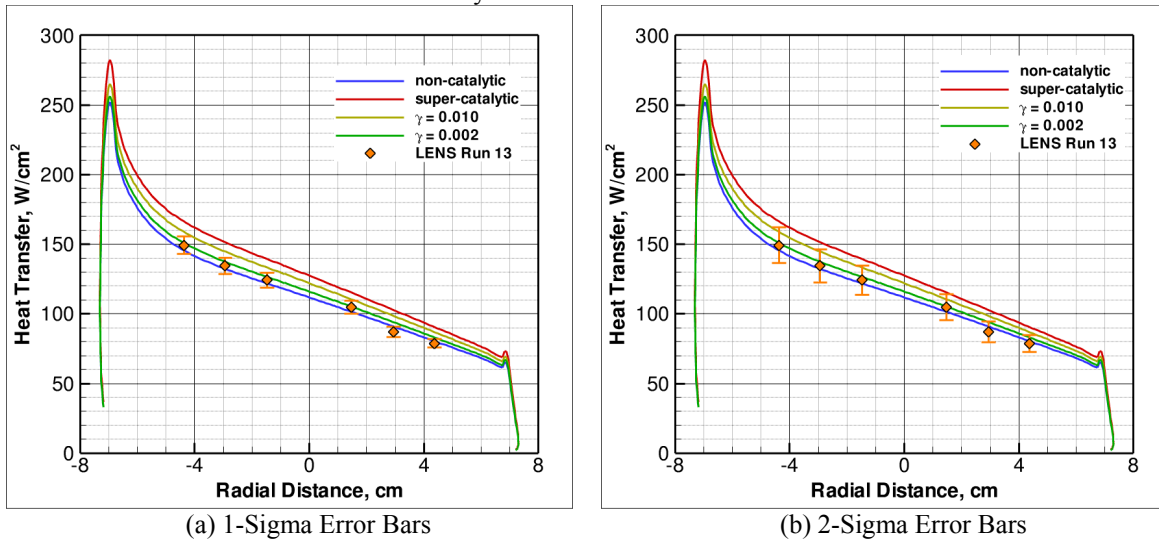 300
250
200
150
100
50
0
-8
-4
0
4
8
Heat Transfer, W/cm²
Radial Distance, cm
non-catalytic
super-catalytic
γ = 0.010
γ = 0.002
LENS Run 13
(a) 1-Sigma Error Bars
300
250
200
150
100
50
0
-8
-4
0
4
8
Heat Transfer, W/cm²
Radial Distance, cm
non-catalytic
super-catalytic
γ = 0.010
γ = 0.002
LENS Run 13
(b) 2-Sigma Error Bars